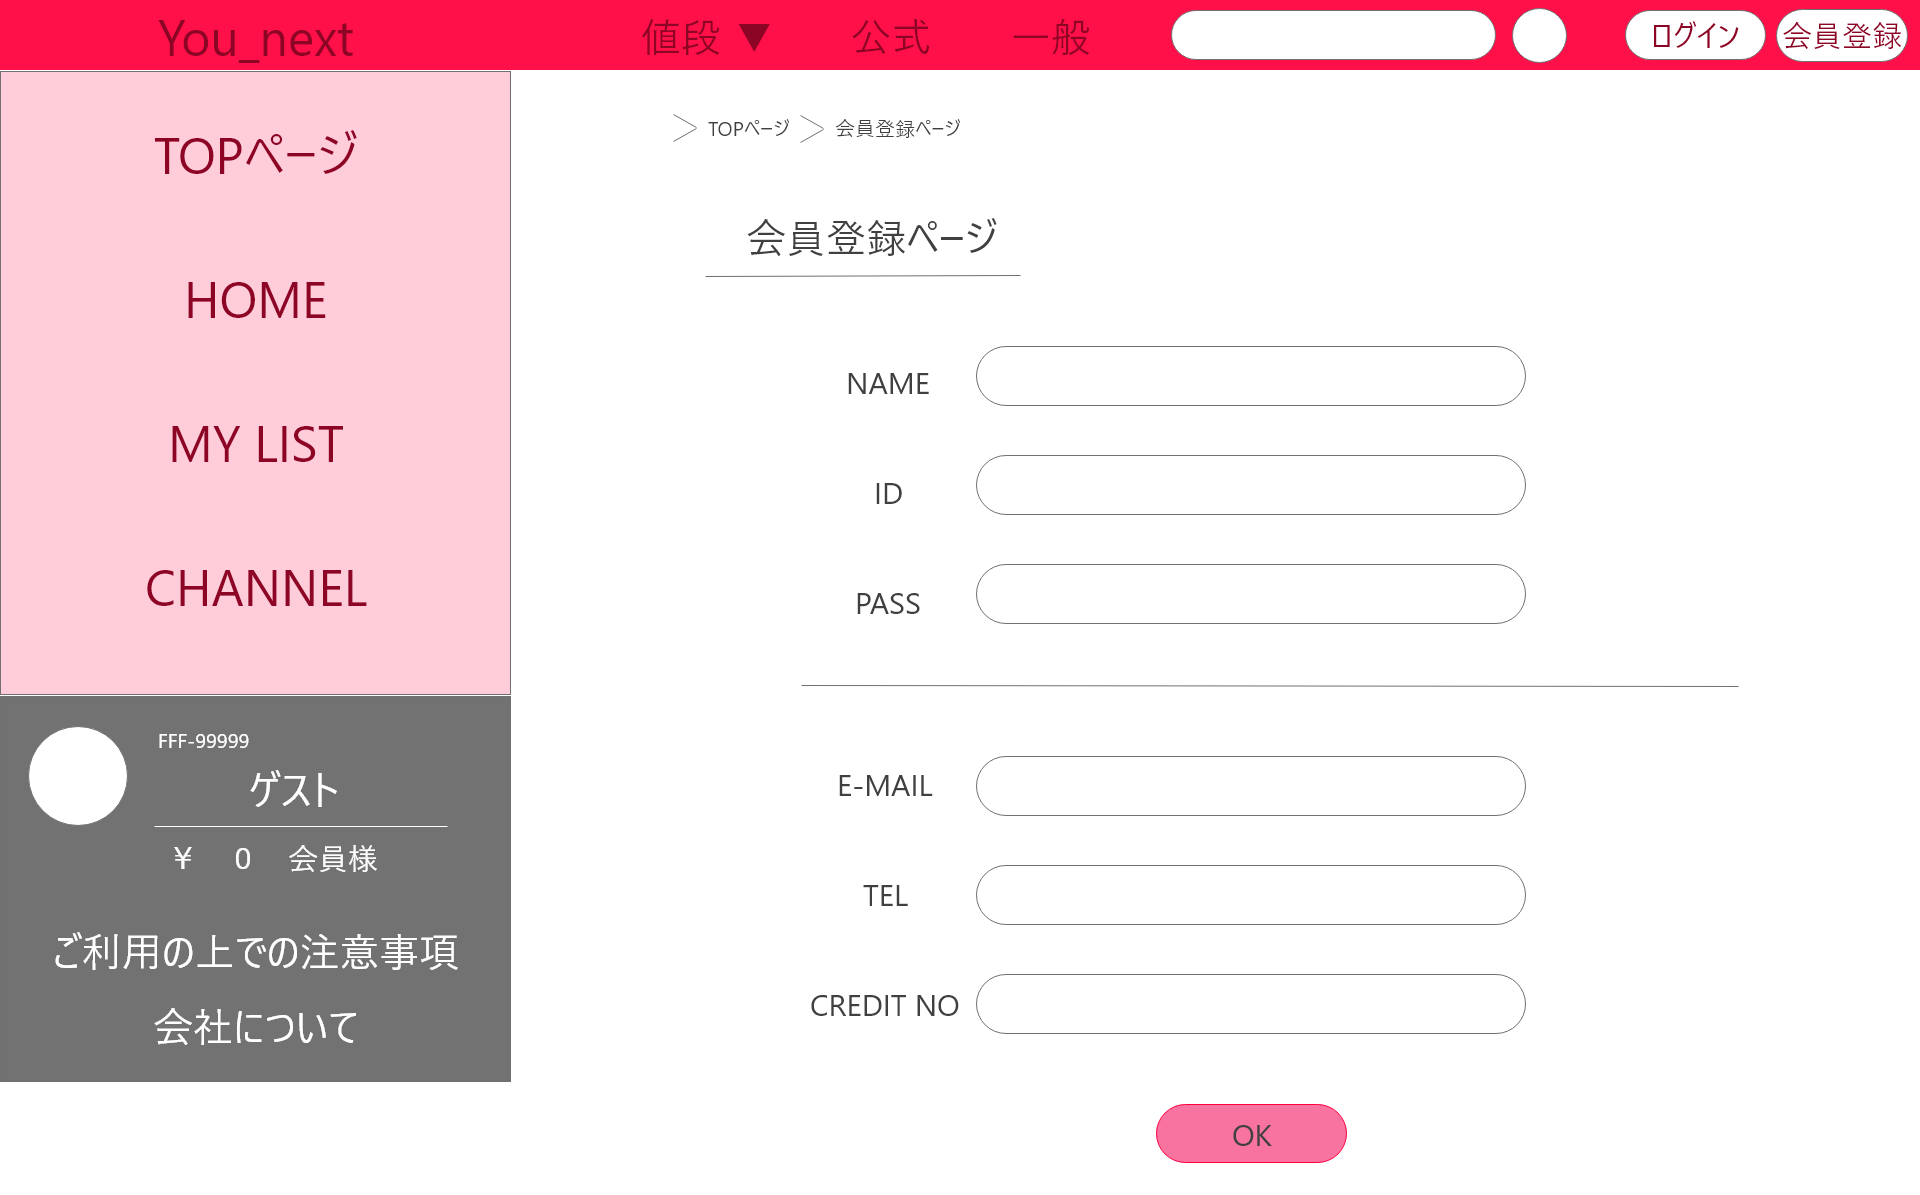 You_next
値段 ▼
公式
一般
ログイン
会員登録
TOPページ
HOME
MY LIST
CHANNEL
FFF-99999
ゲスト
¥ 0 会員様
ご利用の上での注意事項
会社について
＞ TOPページ ＞ 会員登録ページ
会員登録ページ
NAME
ID
PASS
E-MAIL
TEL
CREDIT NO
OK